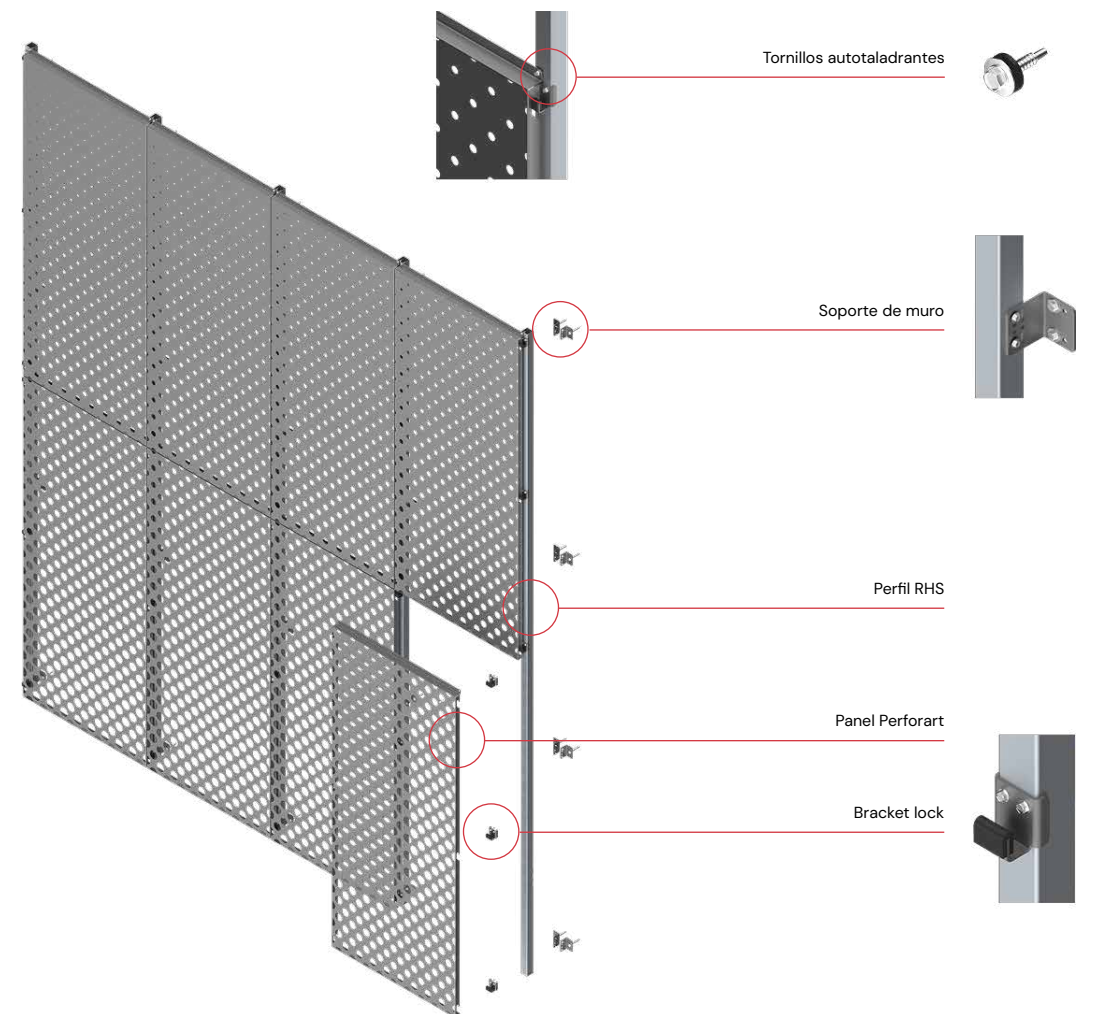 Tornillos autotaladrantes
Soporte de muro
Perfil RHS
Panel Perforart
Bracket lock